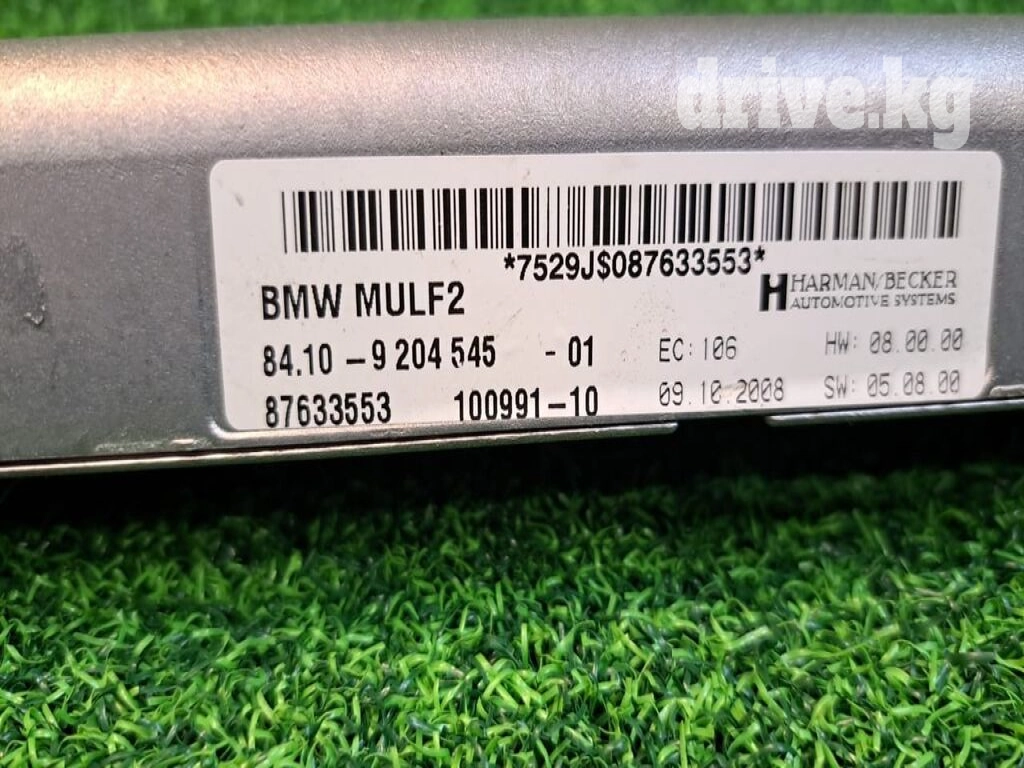 drive.kg
*7529J$087633553*
BMW MULF2
H HARMAN/BECKER
AUTOMOTIVE SYSTEMS
84.10 - 9 204 545 - 01 EC: 106 HW: 08.00.00
87633553 100991-10 09.10.2008 SW: 05.08.00